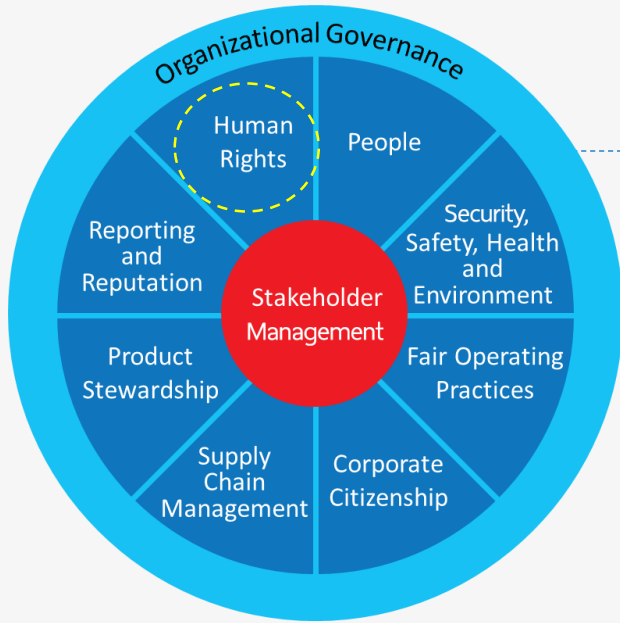 Organizational Governance
Human
Rights
People
Security,
Safety, Health
and
Environment
Fair Operating
Practices
Corporate
Citizenship
Supply
Chain
Management
Product
Stewardship
Reporting
and
Reputation
Stakeholder
Management